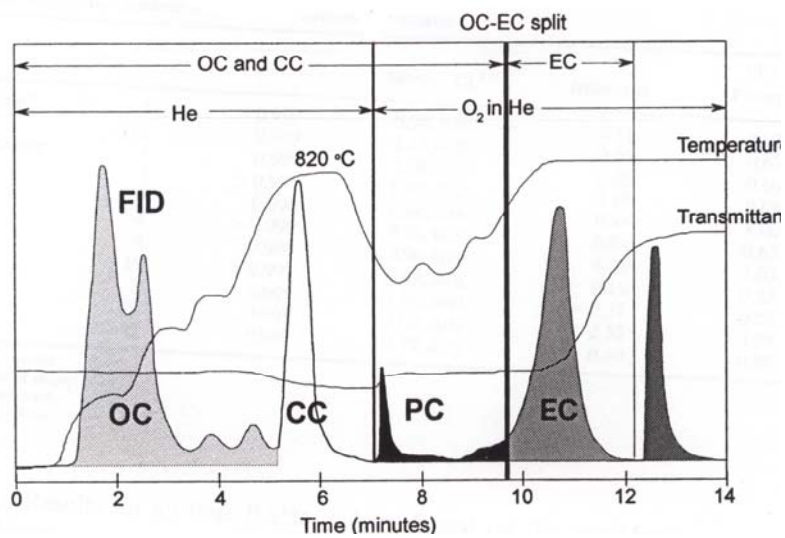 OC-EC split
OC and CC
EC
He
O₂ in He
820 °C
Temperature
FID
Transmittan
OC
CC
PC
EC
0 2 4 6 8 10 12 14
Time (minutes)